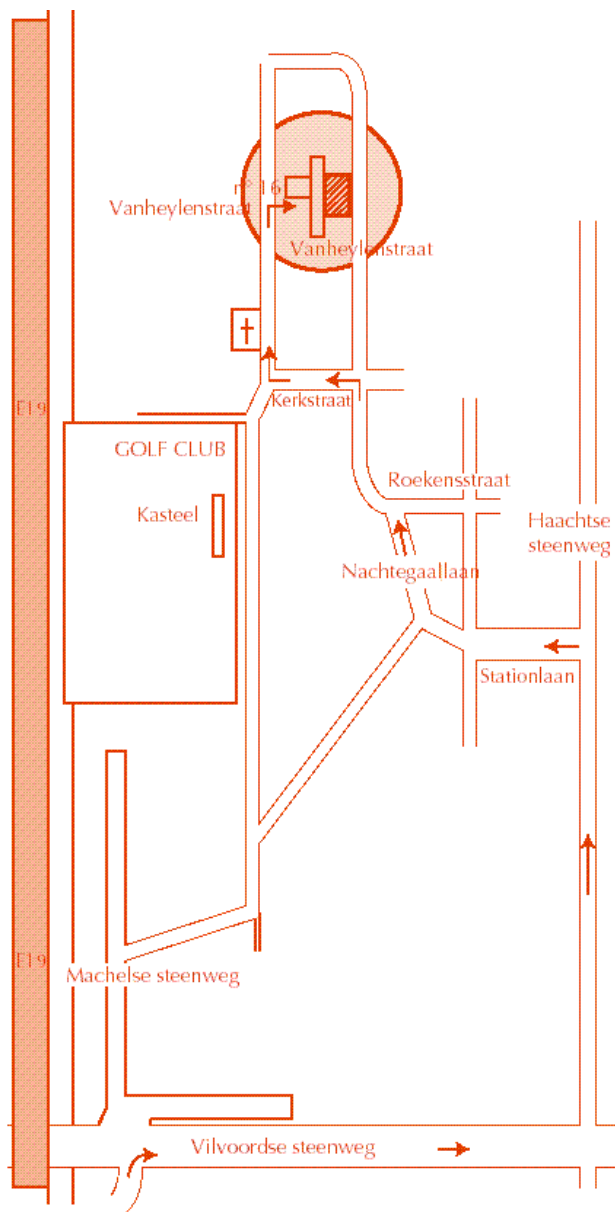 n° 16
Vanheylenstraat
Vanheylenstraat
Kerkstraat
E19
GOLF CLUB
Kasteel
Roekensstraat
Haachtse
steenweg
Nachtegaallaan
Stationlaan
E19
Machelse steenweg
Vilvoordse steenweg